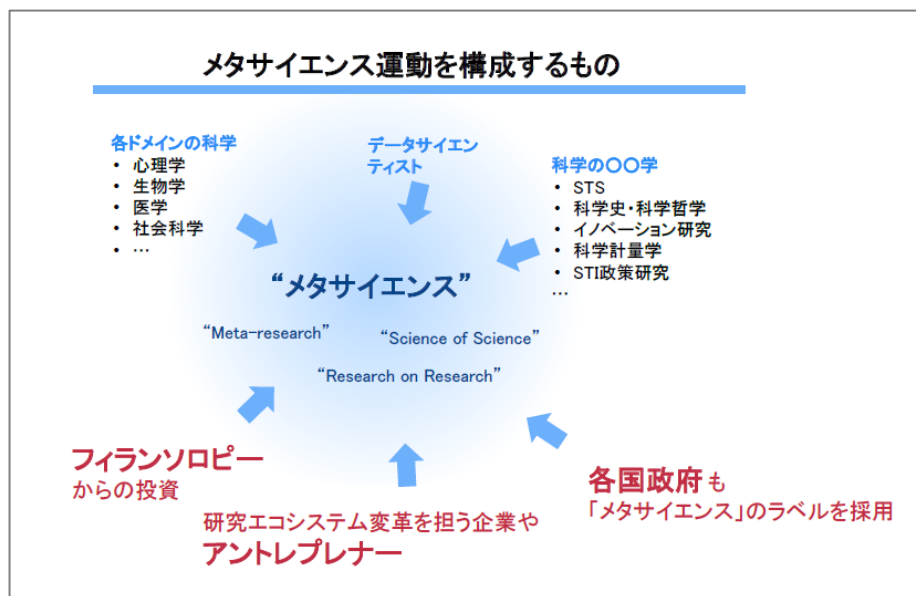 メタサイエンス運動を構成するもの
各ドメインの科学
• 心理学
• 生物学
• 医学
• 社会科学
• …
データサイエン
ティスト
科学の〇〇学
• STS
• 科学史・科学哲学
• イノベーション研究
• 科学計量学
• STI政策研究
…
“メタサイエンス”
“Meta-research”
“Science of Science”
“Research on Research”
フィランソロピー
からの投資
研究エコシステム変革を担う企業や
アントレプレナー
各国政府も
「メタサイエンス」のラベルを採用